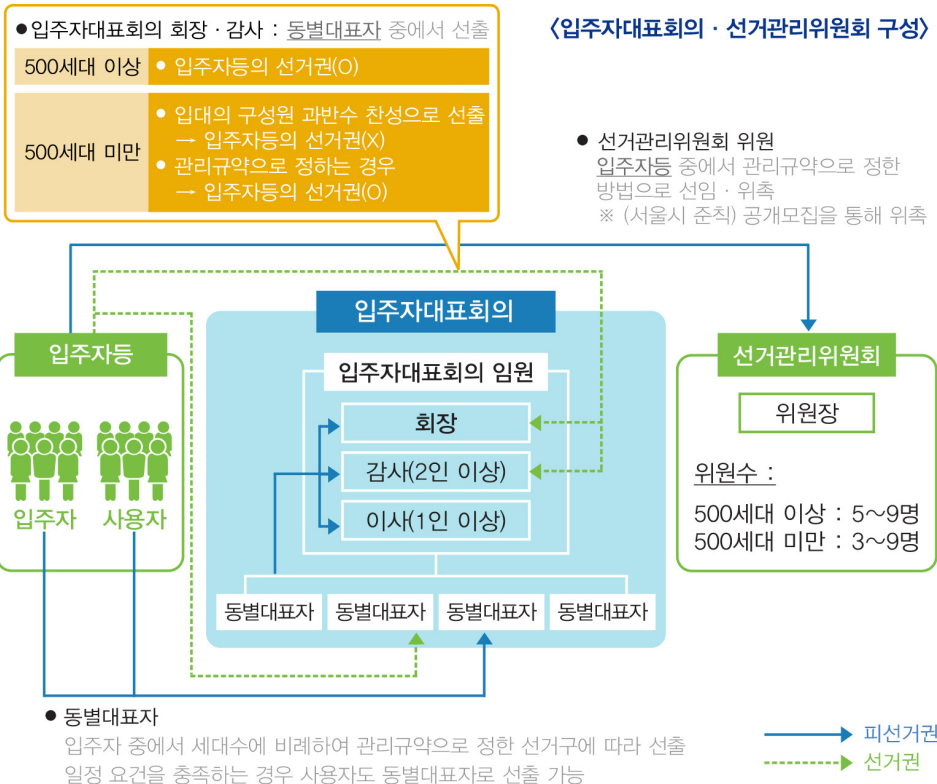 ● 입주자대표회의 회장 · 감사 : 동별대표자 중에서 선출
500세대 이상
● 입주자등의 선거권(O)
500세대 미만
● 입대의 구성원 과반수 찬성으로 선출
→ 입주자등의 선거권(X)
● 관리규약으로 정하는 경우
→ 입주자등의 선거권(O)
〈입주자대표회의 · 선거관리위원회 구성〉
● 선거관리위원회 위원
입주자등 중에서 관리규약으로 정한
방법으로 선임 · 위촉
※ (서울시 준칙) 공개모집을 통해 위촉
입주자등
입주자 사용자
입주자대표회의
입주자대표회의 임원
회장
감사(2인 이상)
이사(1인 이상)
동별대표자 동별대표자 동별대표자 동별대표자
선거관리위원회
위원장
위원수 :
500세대 이상 : 5～9명
500세대 미만 : 3～9명
● 동별대표자
입주자 중에서 세대수에 비례하여 관리규약으로 정한 선거구에 따라 선출
일정 요건을 충족하는 경우 사용자도 동별대표자로 선출 가능
피선거권
선거권